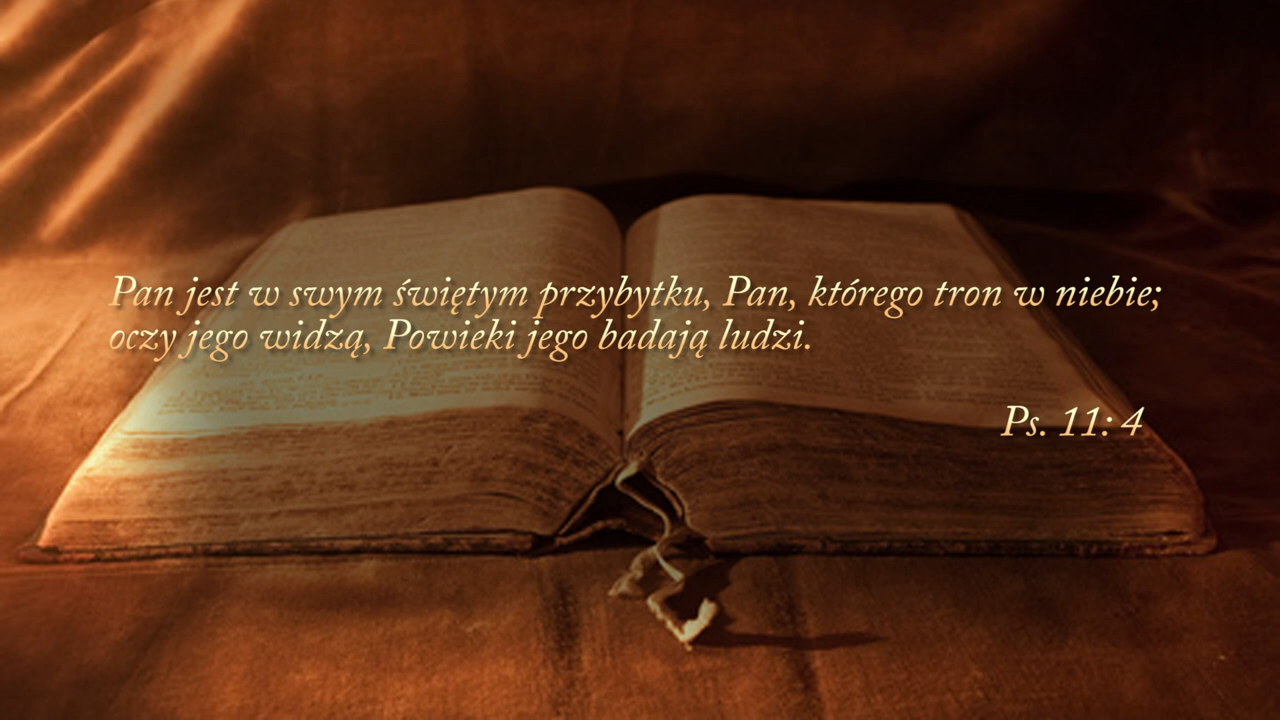 Pan jest w swym świętym przybytku, Pan, którego tron w niebie;
oczy jego widzą, Powieki jego badają ludzi.
Ps. 11: 4